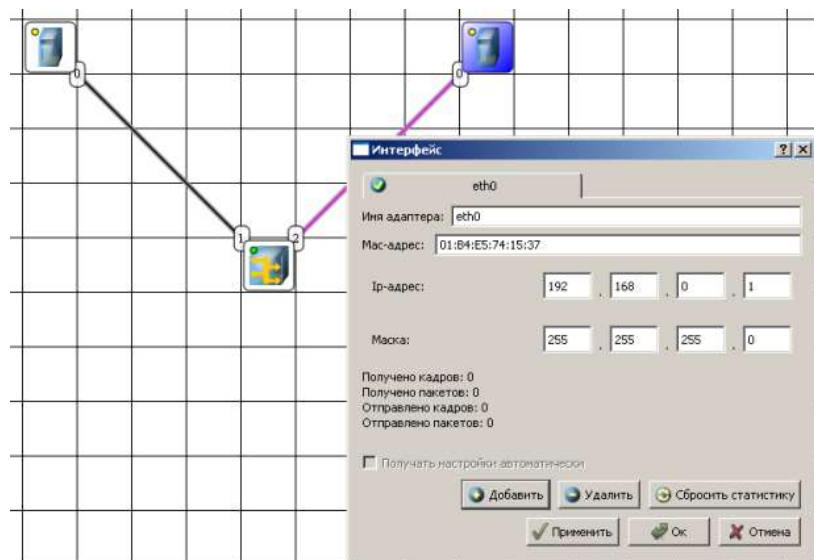 0
0
1
2
Интерфейс
eth0
Имя адаптера: eth0
Mac-адрес: 01:B4:E5:74:15:37
Ip-адрес: 192 . 168 . 0 . 1
Маска: 255 . 255 . 255 . 0
Получено кадров: 0
Получено пакетов: 0
Отправлено кадров: 0
Отправлено пакетов: 0
Получать настройки автоматически
Добавить Удалить Сбросить статистику
Применить Ок Отмена